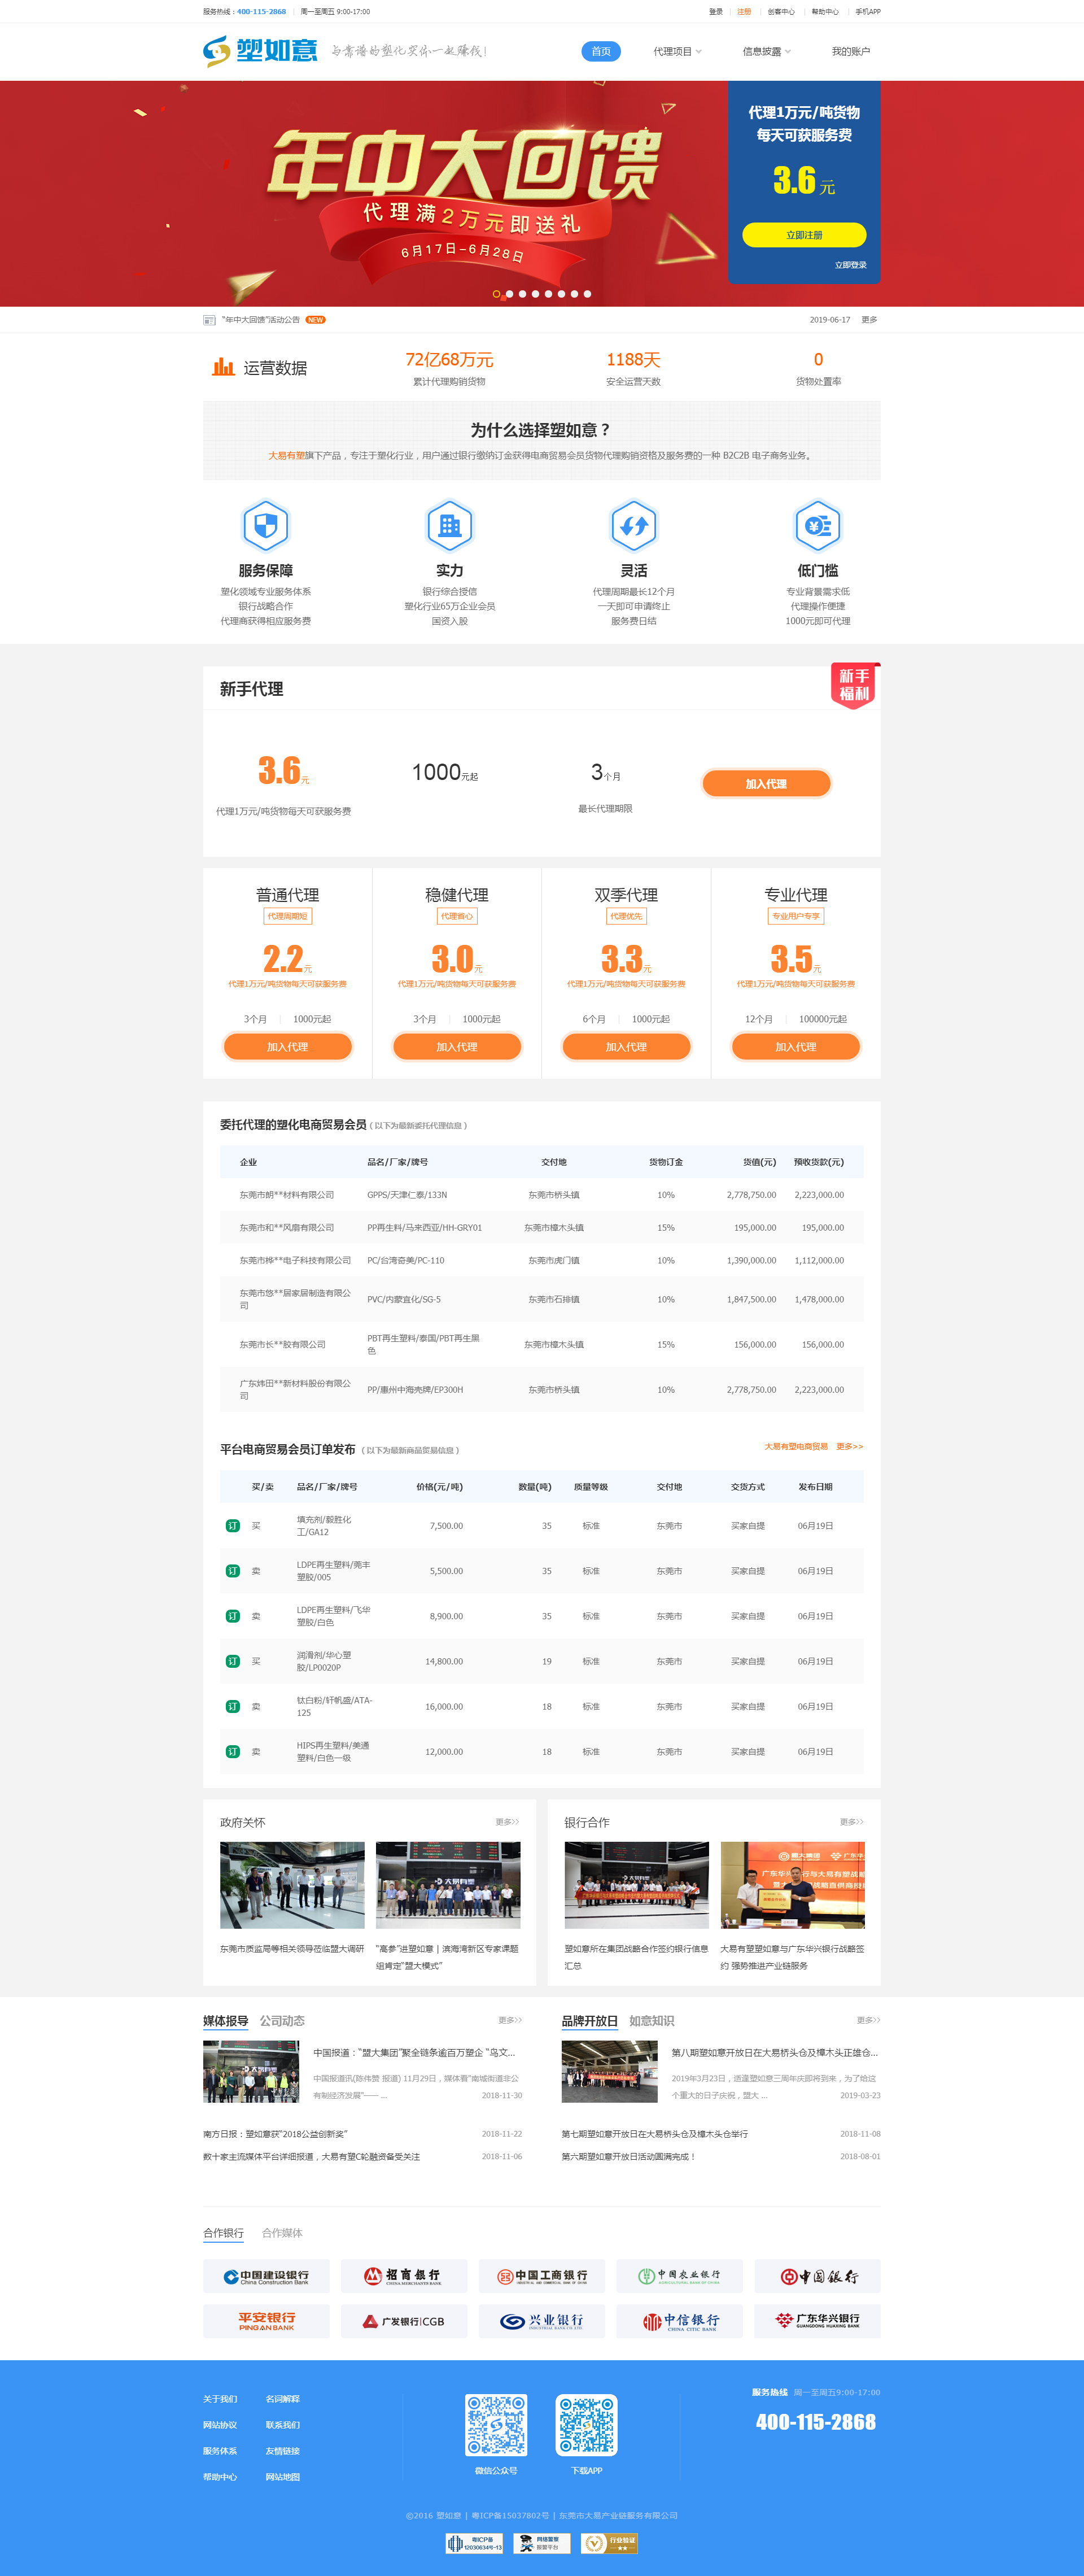 服务热线：400-115-2868 周一至周五 9:00-17:00 登录 注册 创客中心 帮助中心 手机APP
塑如意 与靠谱的塑化买你一起赚钱! 首页 代理项目 信息披露 我的账户
年中大回馈
代理满2万元即送礼
6月17日-6月28日
代理1万元/吨货物
每天可获服务费
3.6 元
立即注册
立即登录
"年中大回馈"活动公告 NEW 2019-06-17 更多
运营数据
72亿68万元 1188天 0
累计代理购销货物 安全运营天数 货物处置率
为什么选择塑如意？
大易有塑旗下产品，专注于塑化行业，用户通过银行缴纳订金获得电商贸易会员货物代理购销资格及服务费的一种 B2C2B 电子商务业务。
服务保障 实力 灵活 低门槛
塑化领域专业服务体系 银行综合授信 代理周期最长12个月 专业背景需求低
银行战略合作 塑化行业65万企业会员 一天即可申请终止 代理操作便捷
代理商获得相应服务费 国资入股 服务费日结 1000元即可代理
新手代理
新手
福利
3.6元 1000元起 3个月 加入代理
代理1万元/吨货物每天可获服务费 最长代理期限
普通代理 稳健代理 双季代理 专业代理
代理周期短 代理省心 代理优先 专业用户专享
2.2元 3.0元 3.3元 3.5元
代理1万元/吨货物每天可获服务费 代理1万元/吨货物每天可获服务费 代理1万元/吨货物每天可获服务费 代理1万元/吨货物每天可获服务费
3个月 1000元起 3个月 1000元起 6个月 1000元起 12个月 100000元起
加入代理 加入代理 加入代理 加入代理
委托代理的塑化电商贸易会员（以下为最新委托代理信息）
企业 品名/厂家/牌号 交付地 货物订金 货值(元) 预收货款(元)
东莞市朗**材料有限公司 GPPS/天津仁泰/133N 东莞市桥头镇 10% 2,778,750.00 2,223,000.00
东莞市和**风扇有限公司 PP再生料/马来西亚/HH-GRY01 东莞市樟木头镇 15% 195,000.00 195,000.00
东莞市桦**电子科技有限公司 PC/台湾奇美/PC-110 东莞市虎门镇 10% 1,390,000.00 1,112,000.00
东莞市悠**居家居制造有限公司 PVC/内蒙宜化/SG-5 东莞市石排镇 10% 1,847,500.00 1,478,000.00
东莞市长**胶有限公司 PBT再生塑料/泰国/PBT再生黑色 东莞市樟木头镇 15% 156,000.00 156,000.00
广东炜田**新材料股份有限公司 PP/惠州中海壳牌/EP300H 东莞市桥头镇 10% 2,778,750.00 2,223,000.00
平台电商贸易会员订单发布（以下为最新商品贸易信息） 大易有塑电商贸易 更多>>
买/卖 品名/厂家/牌号 价格(元/吨) 数量(吨) 质量等级 交付地 交货方式 发布日期
订 买 填充剂/毅胜化工/GA12 7,500.00 35 标准 东莞市 买家自提 06月19日
订 卖 LDPE再生塑料/莞丰塑胶/005 5,500.00 35 标准 东莞市 买家自提 06月19日
订 卖 LDPE再生塑料/飞华塑胶/白色 8,900.00 35 标准 东莞市 买家自提 06月19日
订 买 润滑剂/华心塑胶/LP0020P 14,800.00 19 标准 东莞市 买家自提 06月19日
订 卖 钛白粉/轩帆盛/ATA-125 16,000.00 18 标准 东莞市 买家自提 06月19日
订 卖 HIPS再生塑料/美通塑料/白色一级 12,000.00 18 标准 东莞市 买家自提 06月19日
政府关怀 更多>> 银行合作 更多>>
大易有塑
东莞市质监局等相关领导莅临盟大调研
"高参"进塑如意 | 滨海湾新区专家课题
组肯定"盟大模式"
塑如意所在集团战略合作签约银行信息
汇总
大易有塑塑如意与广东华兴银行战略签
约 强势推进产业链服务
媒体报导 公司动态 更多>> 品牌开放日 如意知识 更多>>
中国报道："盟大集团"聚全链条逾百万塑企 "鸟文...
中国报道讯(陈伟赞 报道) 11月29日，媒体看"南城街道非公
有制经济发展"—— ... 2018-11-30
第八期塑如意开放日在大易桥头仓及樟木头正雄仓...
2019年3月23日，适逢塑如意三周年庆即将到来，为了给这
个重大的日子庆祝，盟大 ... 2019-03-23
南方日报：塑如意获"2018公益创新奖" 2018-11-22
数十家主流媒体平台详细报道，大易有塑C轮融资备受关注 2018-11-06
第七期塑如意开放日在大易桥头仓及樟木头仓举行 2018-11-08
第六期塑如意开放日活动圆满完成！ 2018-08-01
合作银行 合作媒体
中国建设银行 China Construction Bank
招商银行 CHINA MERCHANTS BANK
中国工商银行 INDUSTRIAL AND COMMERCIAL BANK OF CHINA
中国农业银行 AGRICULTURAL BANK OF CHINA
中国银行
平安银行 PINGAN BANK
广发银行|CGB
兴业银行 INDUSTRIAL BANK CO.,LTD.
中信银行 CHINA CITIC BANK
广东华兴银行 GUANGDONG HUAXING BANK
关于我们 名词解释
网站协议 联系我们
服务体系 友情链接
帮助中心 网站地图
微信公众号 下载APP
服务热线 周一至周五9:00-17:00
400-115-2868
©2016 塑如意 | 粤ICP备15037802号 | 东莞市大易产业链服务有限公司
粤ICP备 12030634号-13
网络警察 报警平台
行业验证